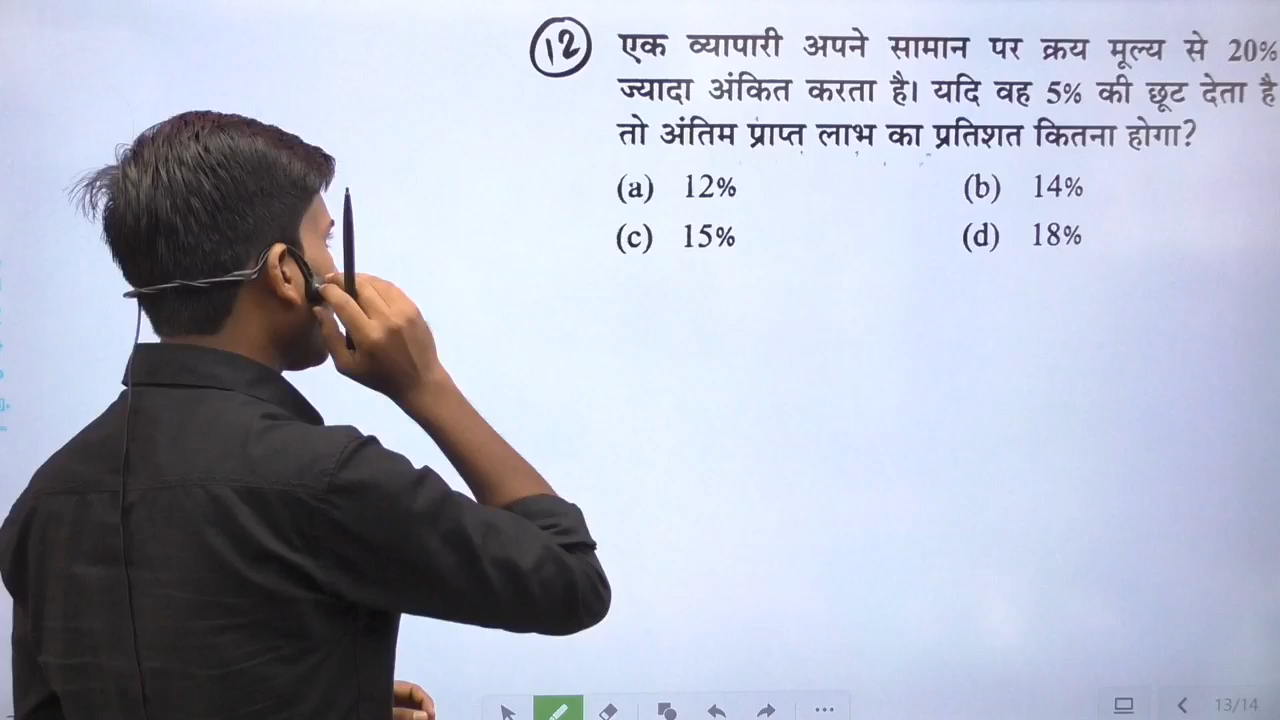 12 एक व्यापारी अपने सामान पर क्रय मूल्य से 20%
ज्यादा अंकित करता है। यदि वह 5% की छूट देता है
तो अंतिम प्राप्त लाभ का प्रतिशत कितना होगा?
(a) 12% (b) 14%
(c) 15% (d) 18%
13/14